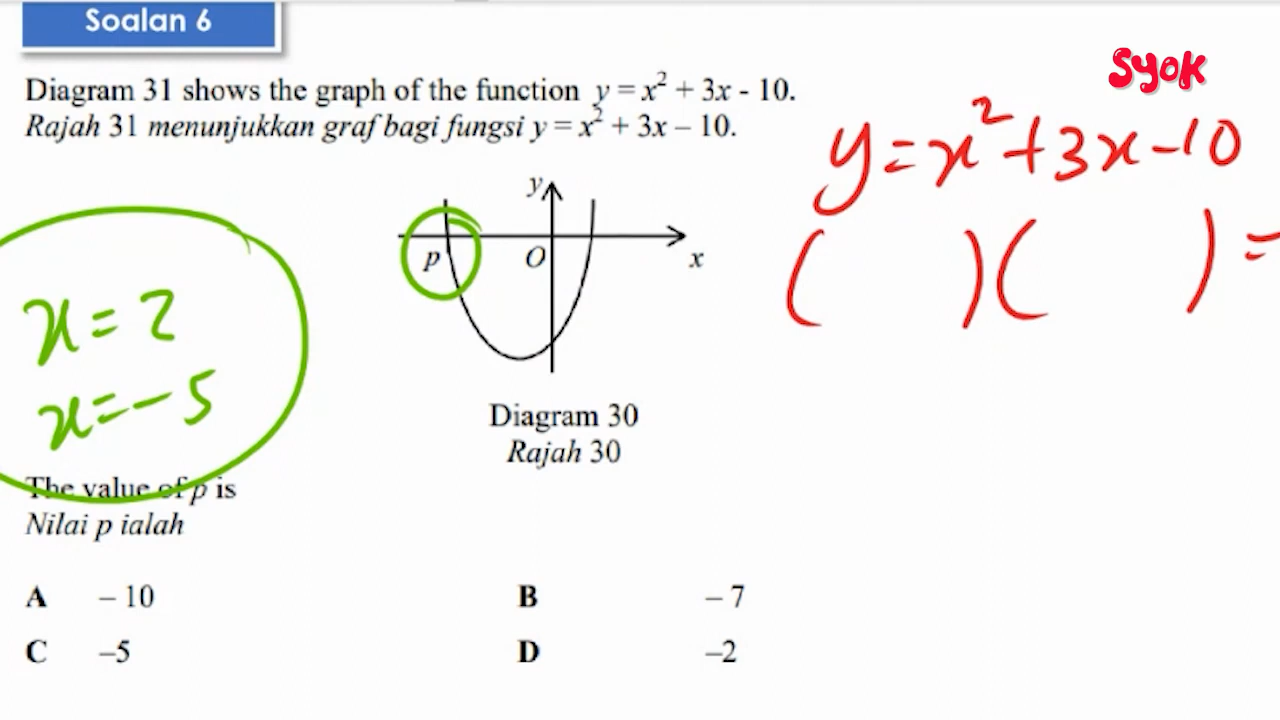 Soalan 6
Syok
Diagram 31 shows the graph of the function y = x² + 3x - 10.
Rajah 31 menunjukkan graf bagi fungsi y = x² + 3x – 10.
y = x² + 3x - 10
( ) ( ) =
y
p
O
x
x = 2
x = -5
Diagram 30
Rajah 30
The value of p is
Nilai p ialah
A – 10 B – 7
C –5 D –2